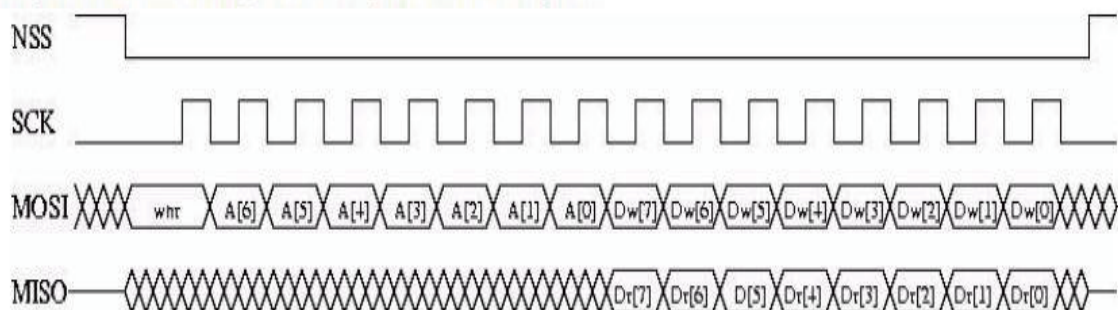 NSS
SCK
MOSI whr A[6] A[5] A[4] A[3] A[2] A[1] A[0] Dw[7] Dw[6] Dw[5] Dw[4] Dw[3] Dw[2] Dw[1] Dw[0]
MISO Dr[7] Dr[6] D[5] Dr[4] Dr[3] Dr[2] Dr[1] Dr[0]